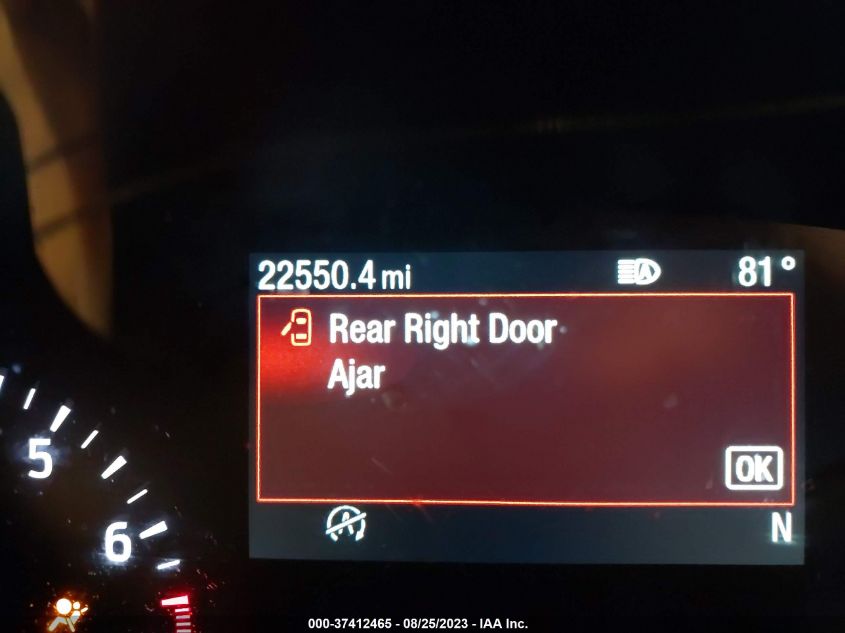 22550.4 mi A 81°
Rear Right Door
Ajar
OK
5
6
A
N
000-37412465 - 08/25/2023 - IAA Inc.